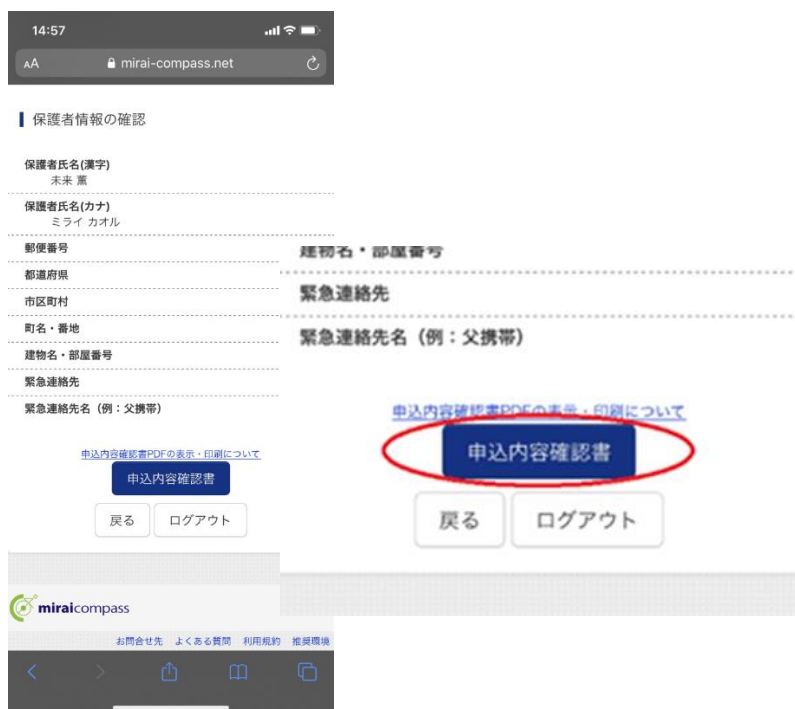 14:57
AA mirai-compass.net
保護者情報の確認
保護者氏名(漢字)
未来 薫
保護者氏名(カナ)
ミライ カオル
郵便番号
都道府県
市区町村
町名・番地
建物名・部屋番号
緊急連絡先
緊急連絡先名（例：父携帯）
申込内容確認書PDFの表示・印刷について
申込内容確認書
戻る ログアウト
miraicompass
お問合せ先 よくある質問 利用規約 推奨環境
建物名・部屋番号
緊急連絡先
緊急連絡先名（例：父携帯）
申込内容確認書PDFの表示・印刷について
申込内容確認書
戻る ログアウト